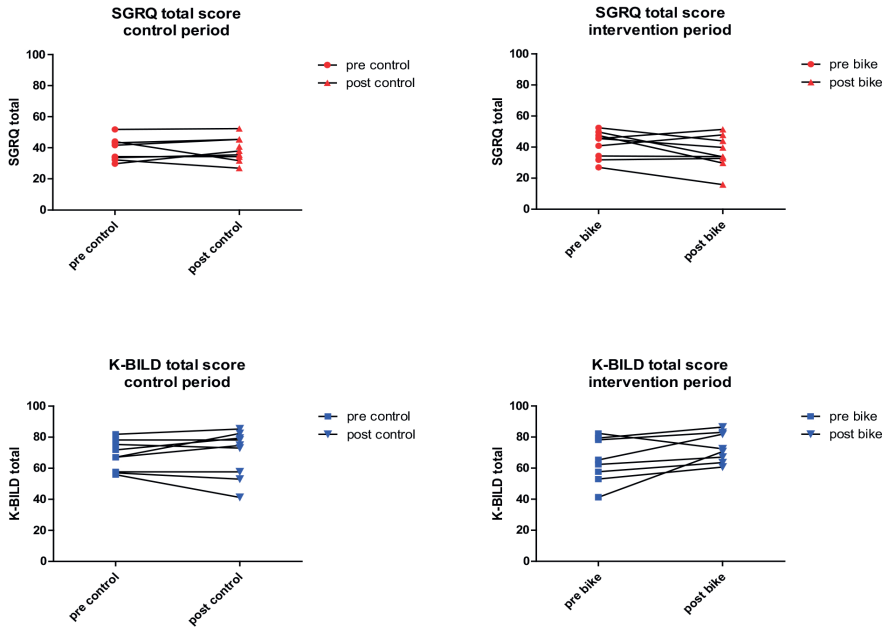 SGRQ total score
control period
100
80
60
40
20
0
SGRQ total
pre control
post control
pre control
post control
SGRQ total score
intervention period
100
80
60
40
20
0
SGRQ total
pre bike
post bike
pre bike
post bike
K-BILD total score
control period
100
80
60
40
20
0
K-BILD total
pre control
post control
pre control
post control
K-BILD total score
intervention period
100
80
60
40
20
0
K-BILD total
pre bike
post bike
pre bike
post bike